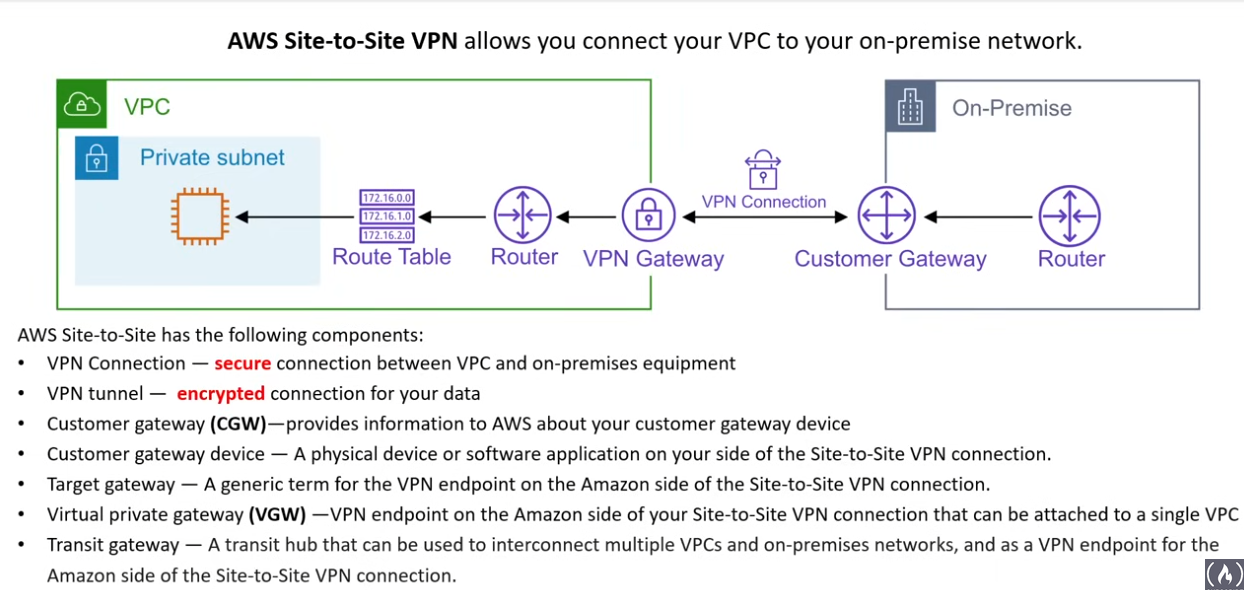 AWS Site-to-Site VPN allows you connect your VPC to your on-premise network.
VPC
On-Premise
Private subnet
172.16.0.0
172.16.1.0
172.16.2.0
VPN Connection
Route Table
Router
VPN Gateway
Customer Gateway
Router
AWS Site-to-Site has the following components:
• VPN Connection — secure connection between VPC and on-premises equipment
• VPN tunnel — encrypted connection for your data
• Customer gateway (CGW)—provides information to AWS about your customer gateway device
• Customer gateway device — A physical device or software application on your side of the Site-to-Site VPN connection.
• Target gateway — A generic term for the VPN endpoint on the Amazon side of the Site-to-Site VPN connection.
• Virtual private gateway (VGW) —VPN endpoint on the Amazon side of your Site-to-Site VPN connection that can be attached to a single VPC
• Transit gateway — A transit hub that can be used to interconnect multiple VPCs and on-premises networks, and as a VPN endpoint for the
Amazon side of the Site-to-Site VPN connection.